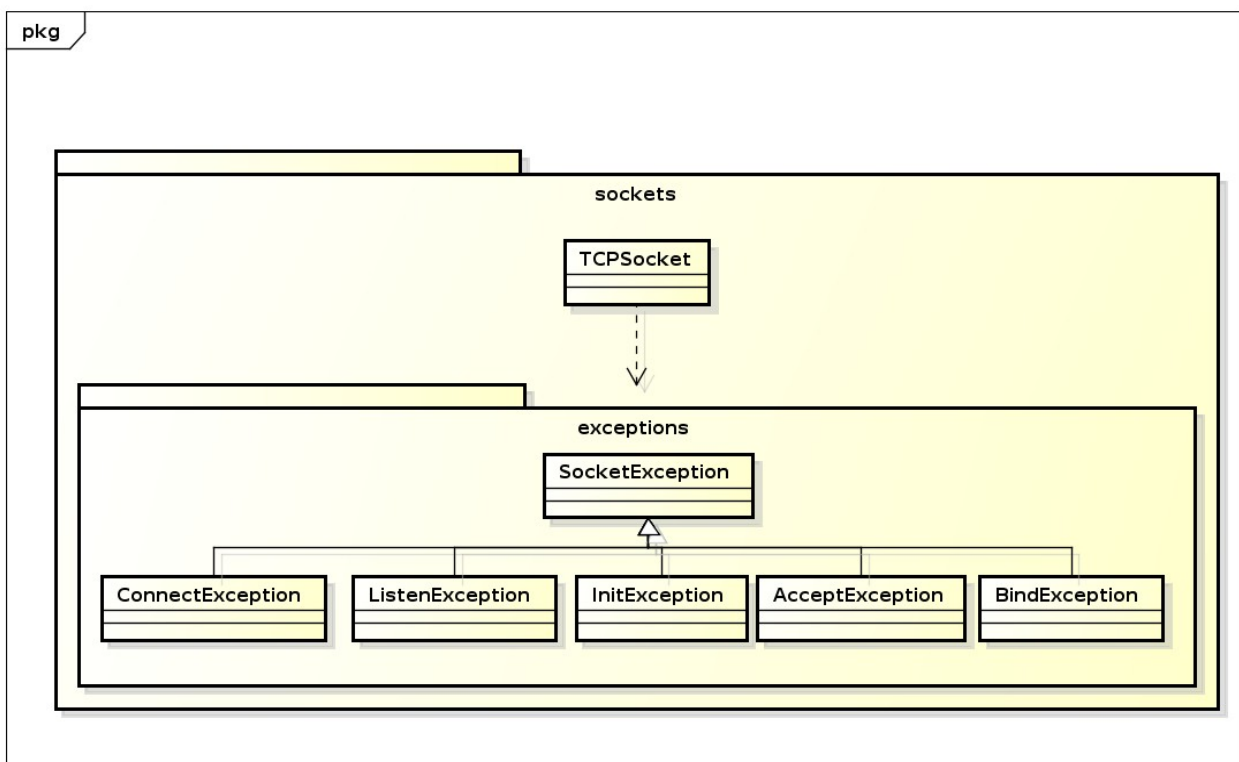 pkg
sockets
TCPSocket
exceptions
SocketException
ConnectException
ListenException
InitException
AcceptException
BindException